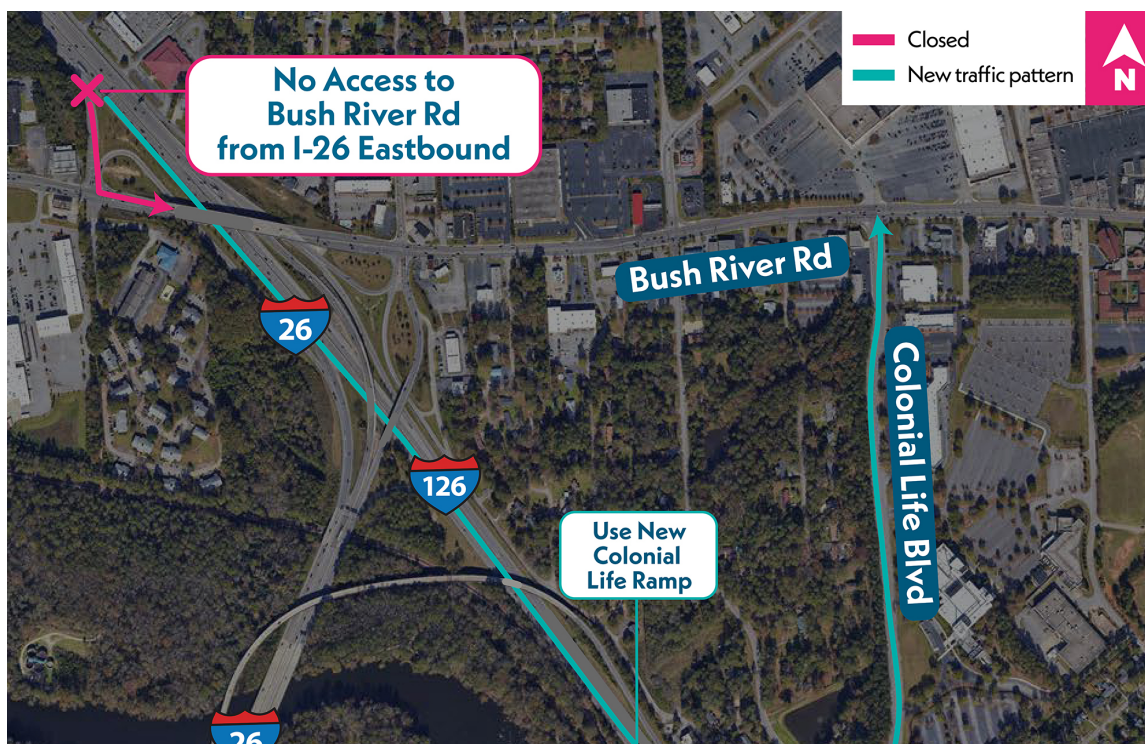 Closed
New traffic pattern
N
No Access to
Bush River Rd
from I-26 Eastbound
Bush River Rd
26
Colonial Life Blvd
126
Use New
Colonial
Life Ramp
26